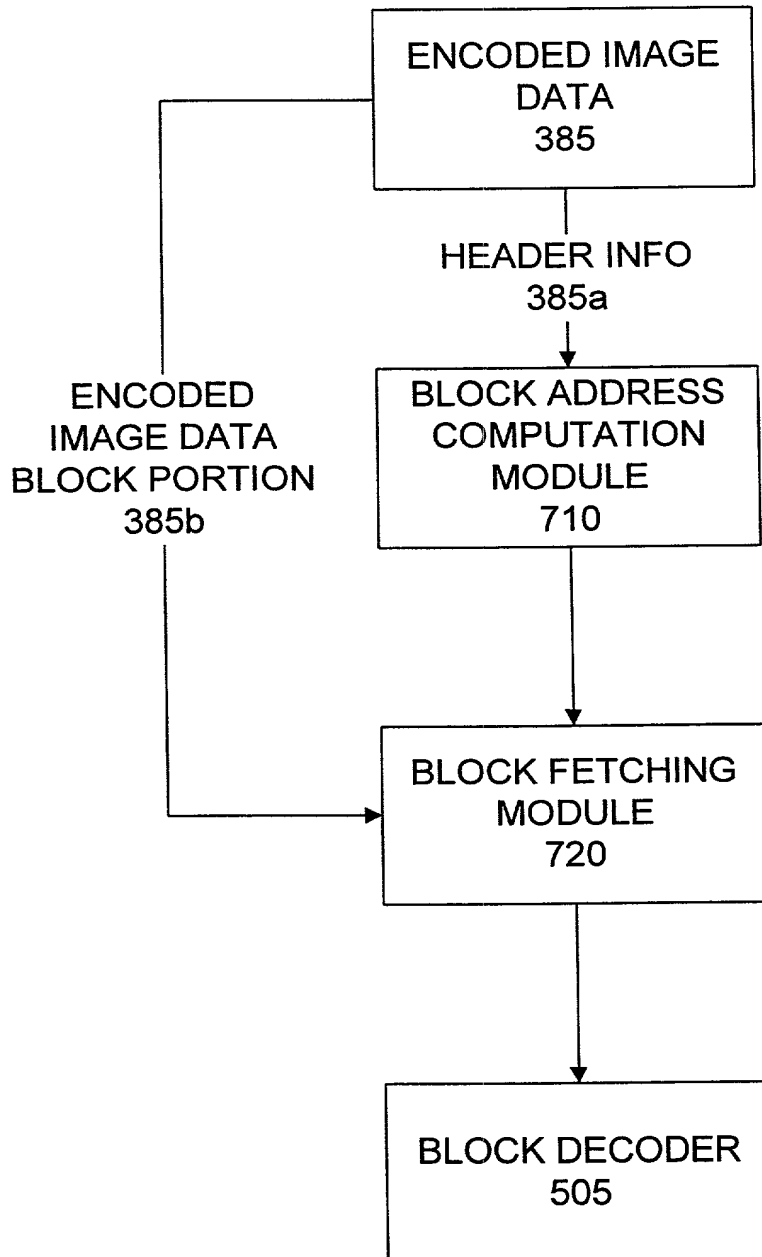 ENCODED IMAGE
DATA
385
HEADER INFO
385a
ENCODED
IMAGE DATA
BLOCK PORTION
385b
BLOCK ADDRESS
COMPUTATION
MODULE
710
BLOCK FETCHING
MODULE
720
BLOCK DECODER
505